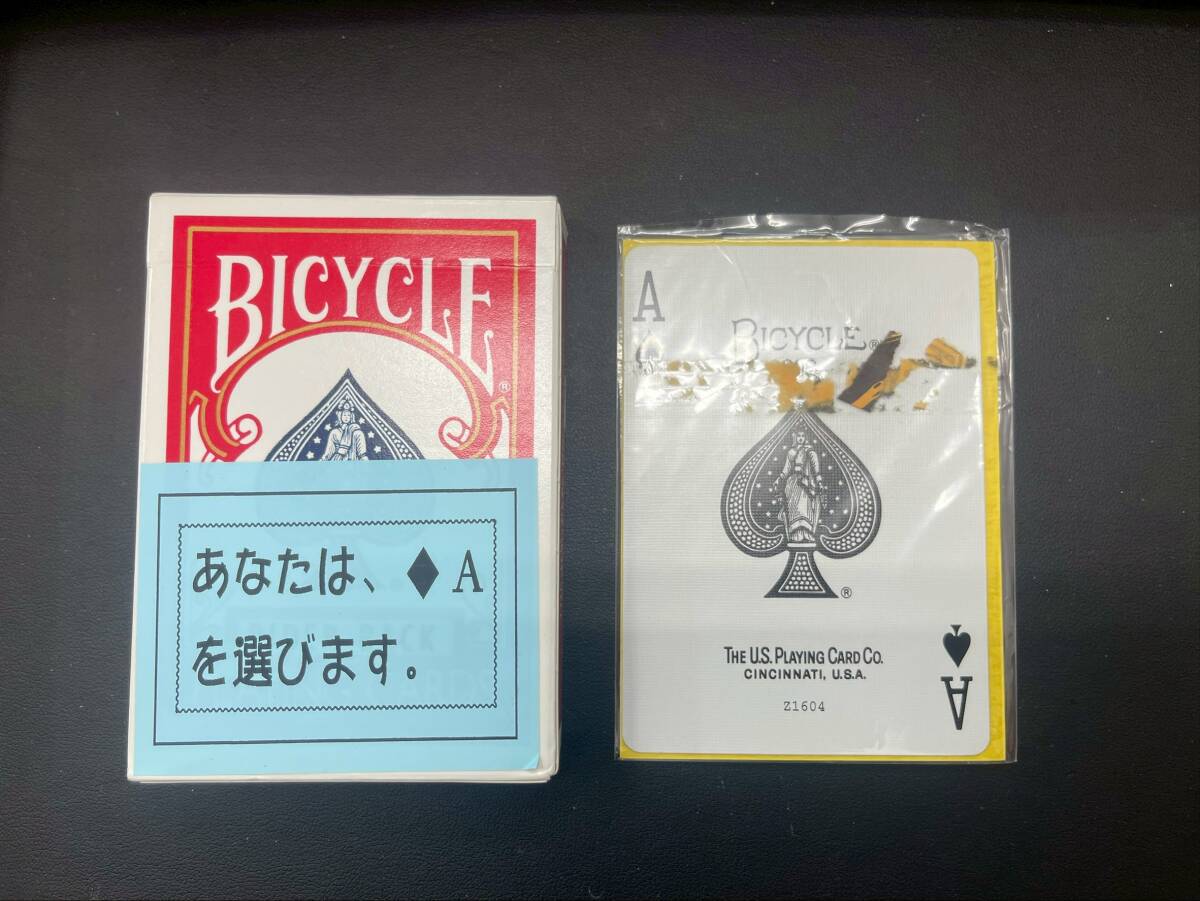 BICYCLE
®
あなたは、♦A
を選びます。
A
BICYCLE®
®
THE U.S. PLAYING CARD CO.
CINCINNATI, U.S.A.
Z1604
A